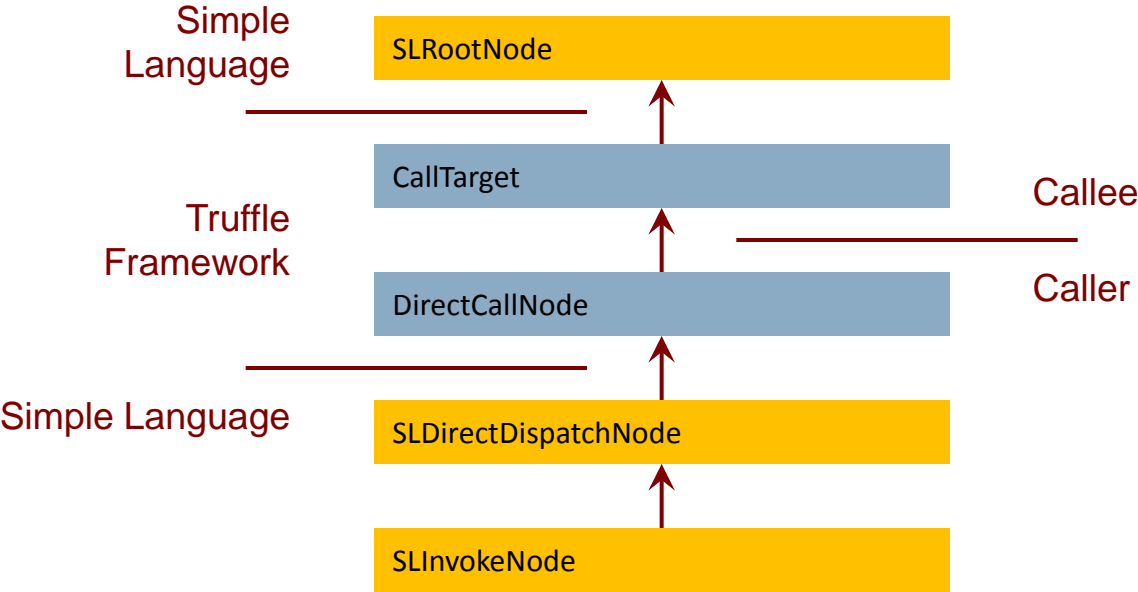 Simple
Language
SLRootNode
CallTarget
Callee
Truffle
Framework
Caller
DirectCallNode
Simple Language
SLDirectDispatchNode
SLInvokeNode